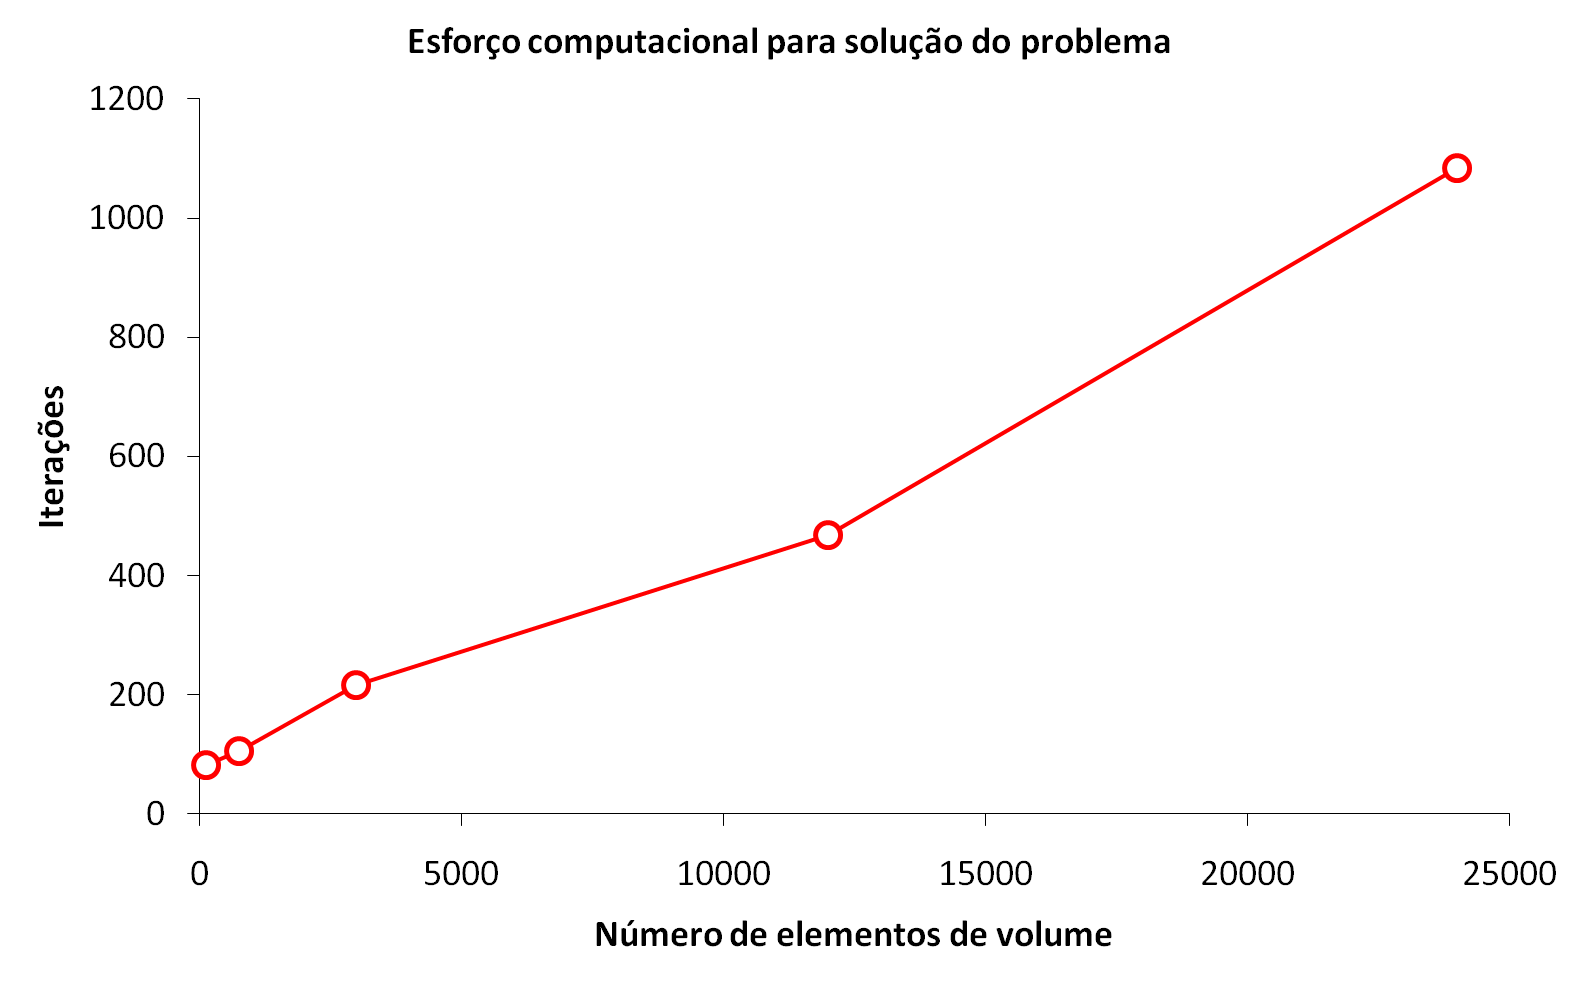 Esforço computacional para solução do problema
1200
1000
800
600
400
200
0
Iterações
0 5000 10000 15000 20000 25000
Número de elementos de volume